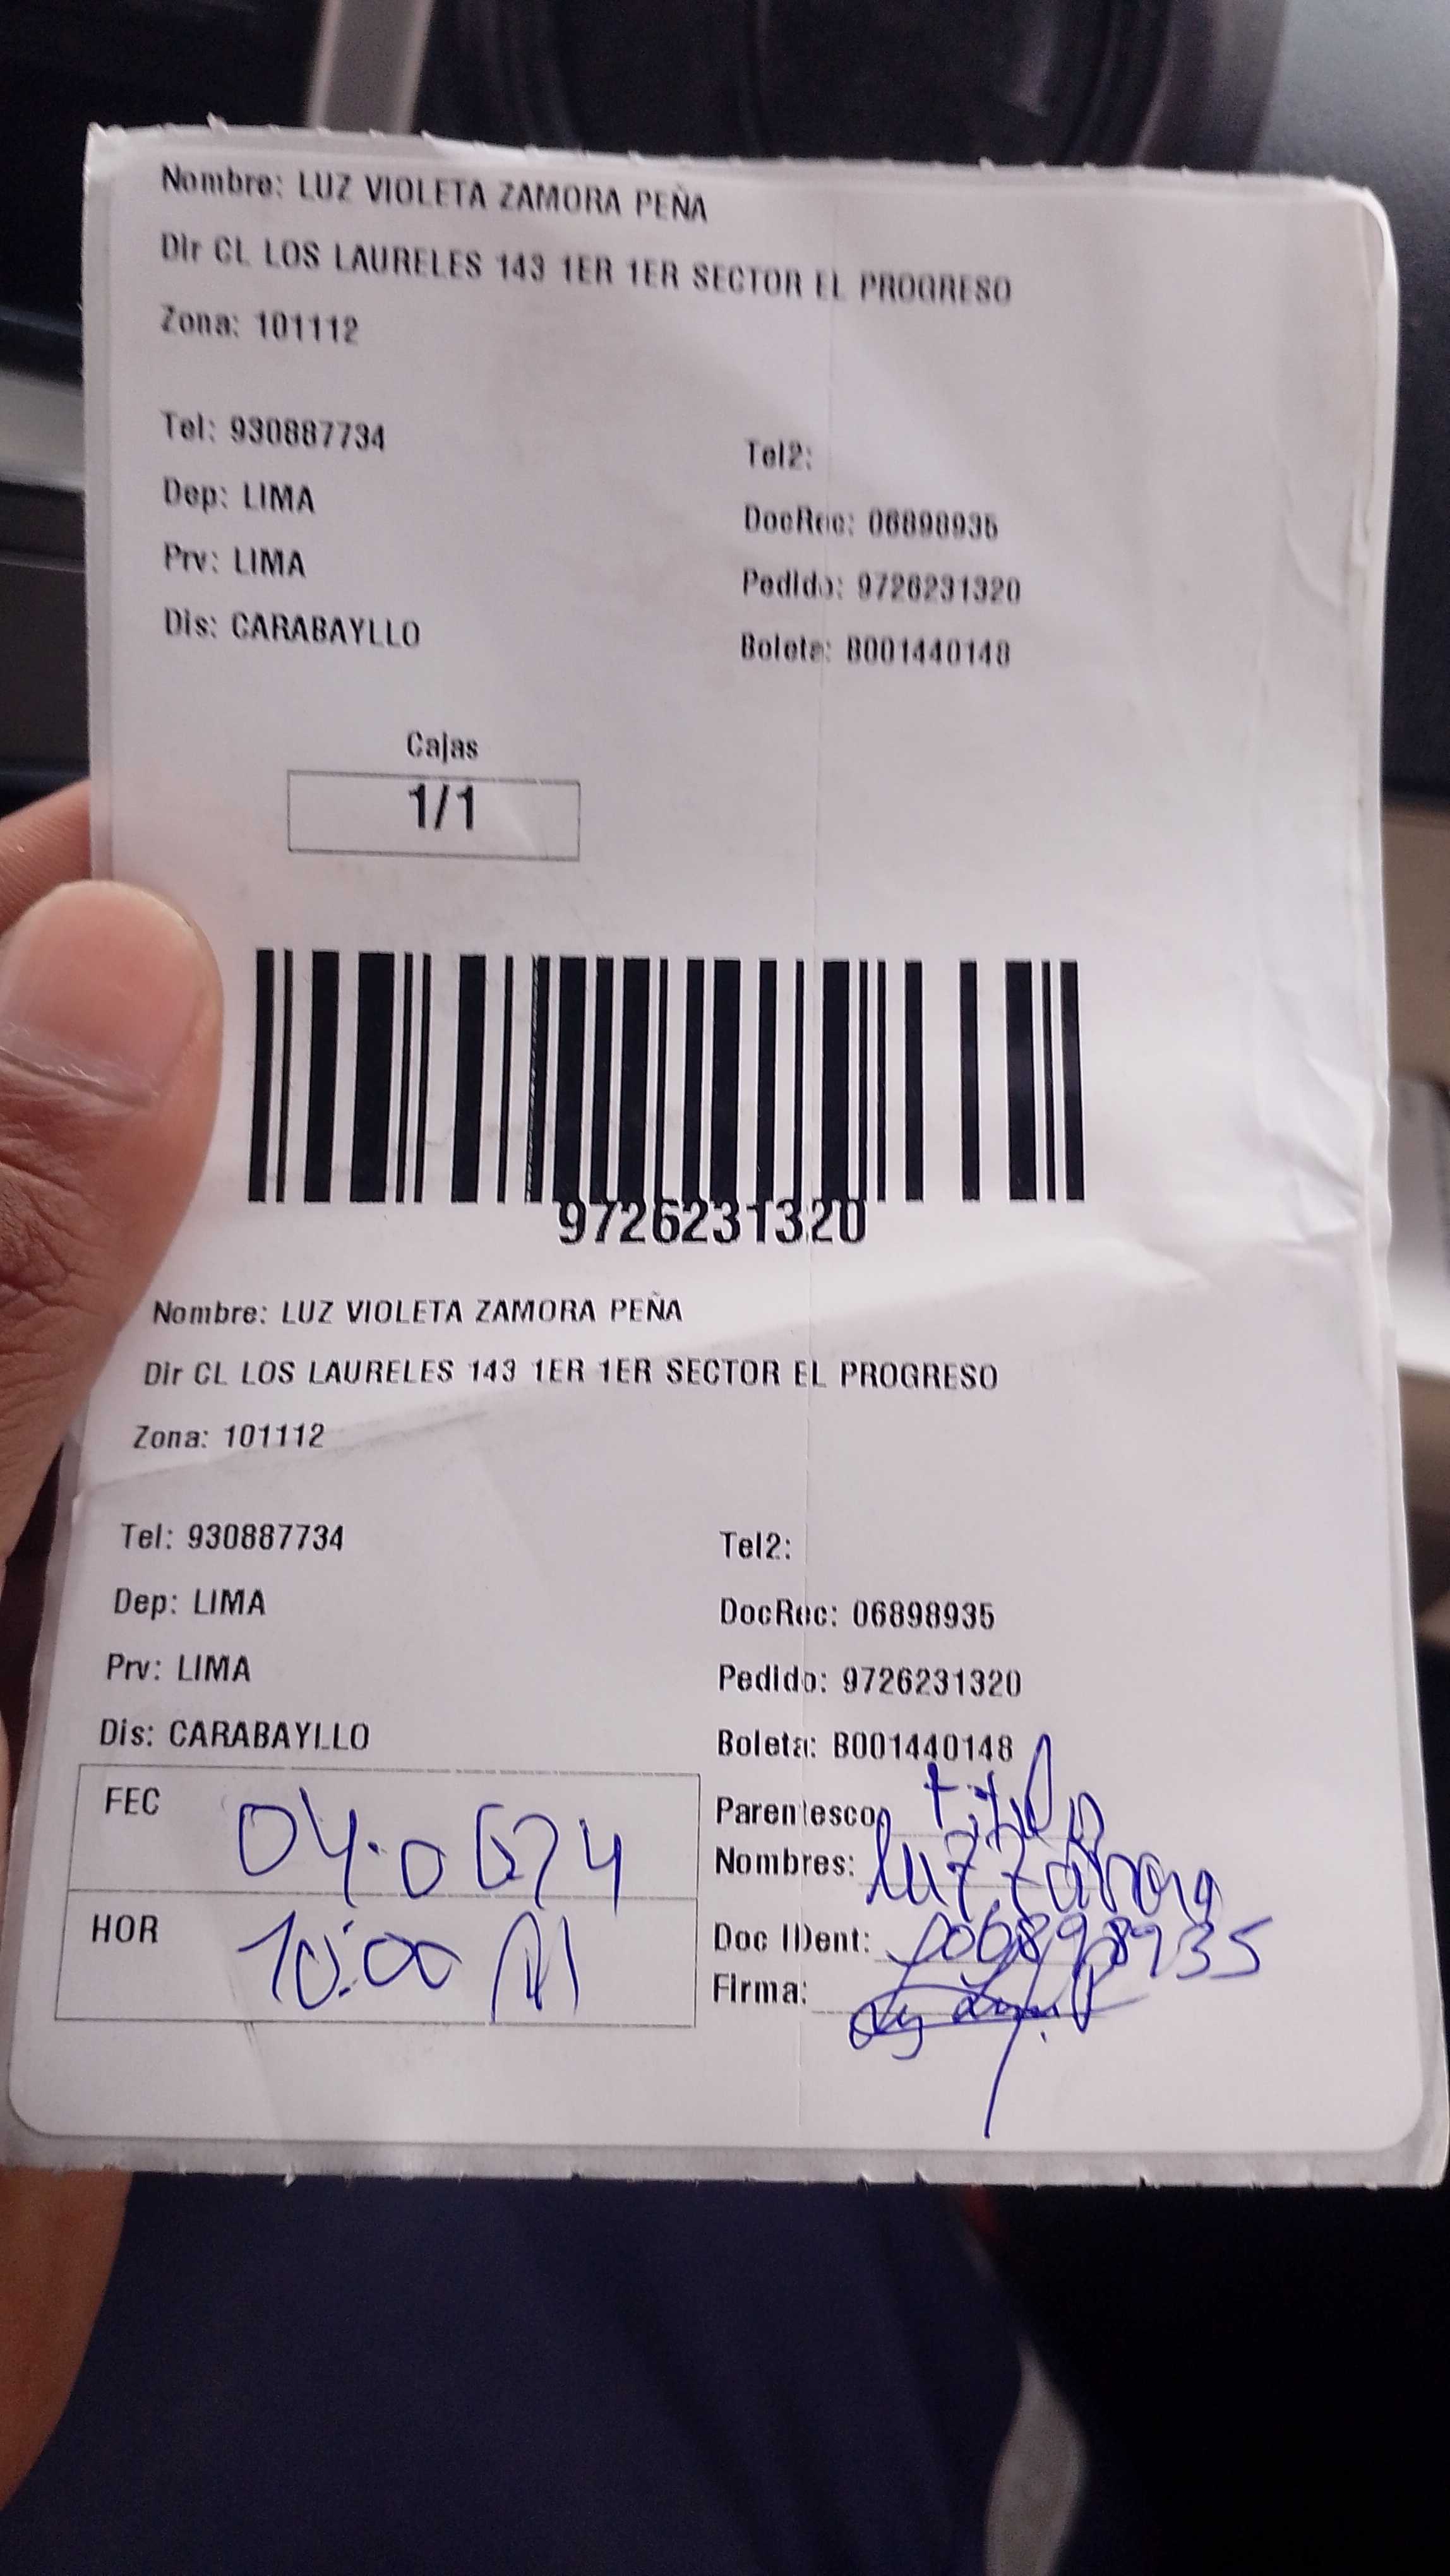 Nombre: LUZ VIOLETA ZAMORA PEÑA
Dir CL LOS LAURELES 143 1ER 1ER SECTOR EL PROGRESO
Zona: 101112
Tel: 930887734
Tel2:
Dep: LIMA
DocRec: 06898935
Prv: LIMA
Pedido: 9726231320
Dis: CARABAYLLO
Boleta: B001440148
Cajas
1/1
9726231320
Nombre: LUZ VIOLETA ZAMORA PEÑA
Dir CL LOS LAURELES 143 1ER 1ER SECTOR EL PROGRESO
Zona: 101112
Tel: 930887734
Tel2:
Dep: LIMA
DocRec: 06898935
Prv: LIMA
Pedido: 9726231320
Dis: CARABAYLLO
Boleta: B001440148
FEC
Parentesco
Nombres: Luz Zamora
HOR 10:00
Doc IDent: 06898935
Firma: